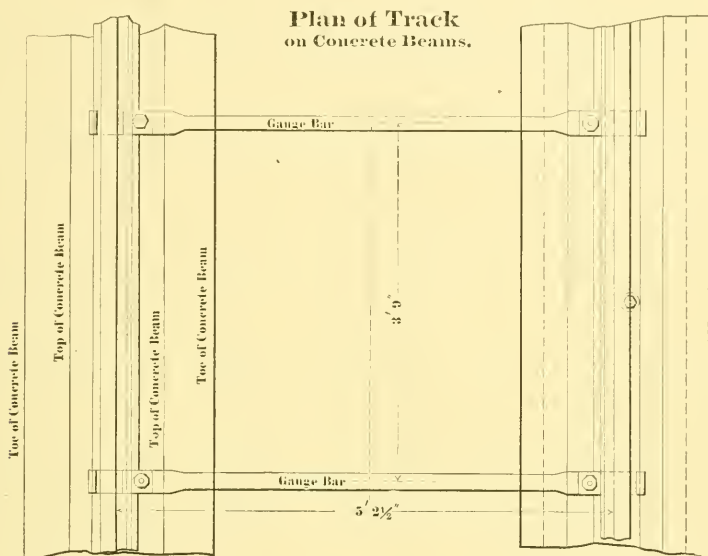 Plan of Track
on Concrete Beams.
Gauge Bar
Toe of Concrete Beam
Top of Concrete Beam
Top of Concrete Beam
Toe of Concrete Beam
3' 9"
Gauge Bar
5' 2½"